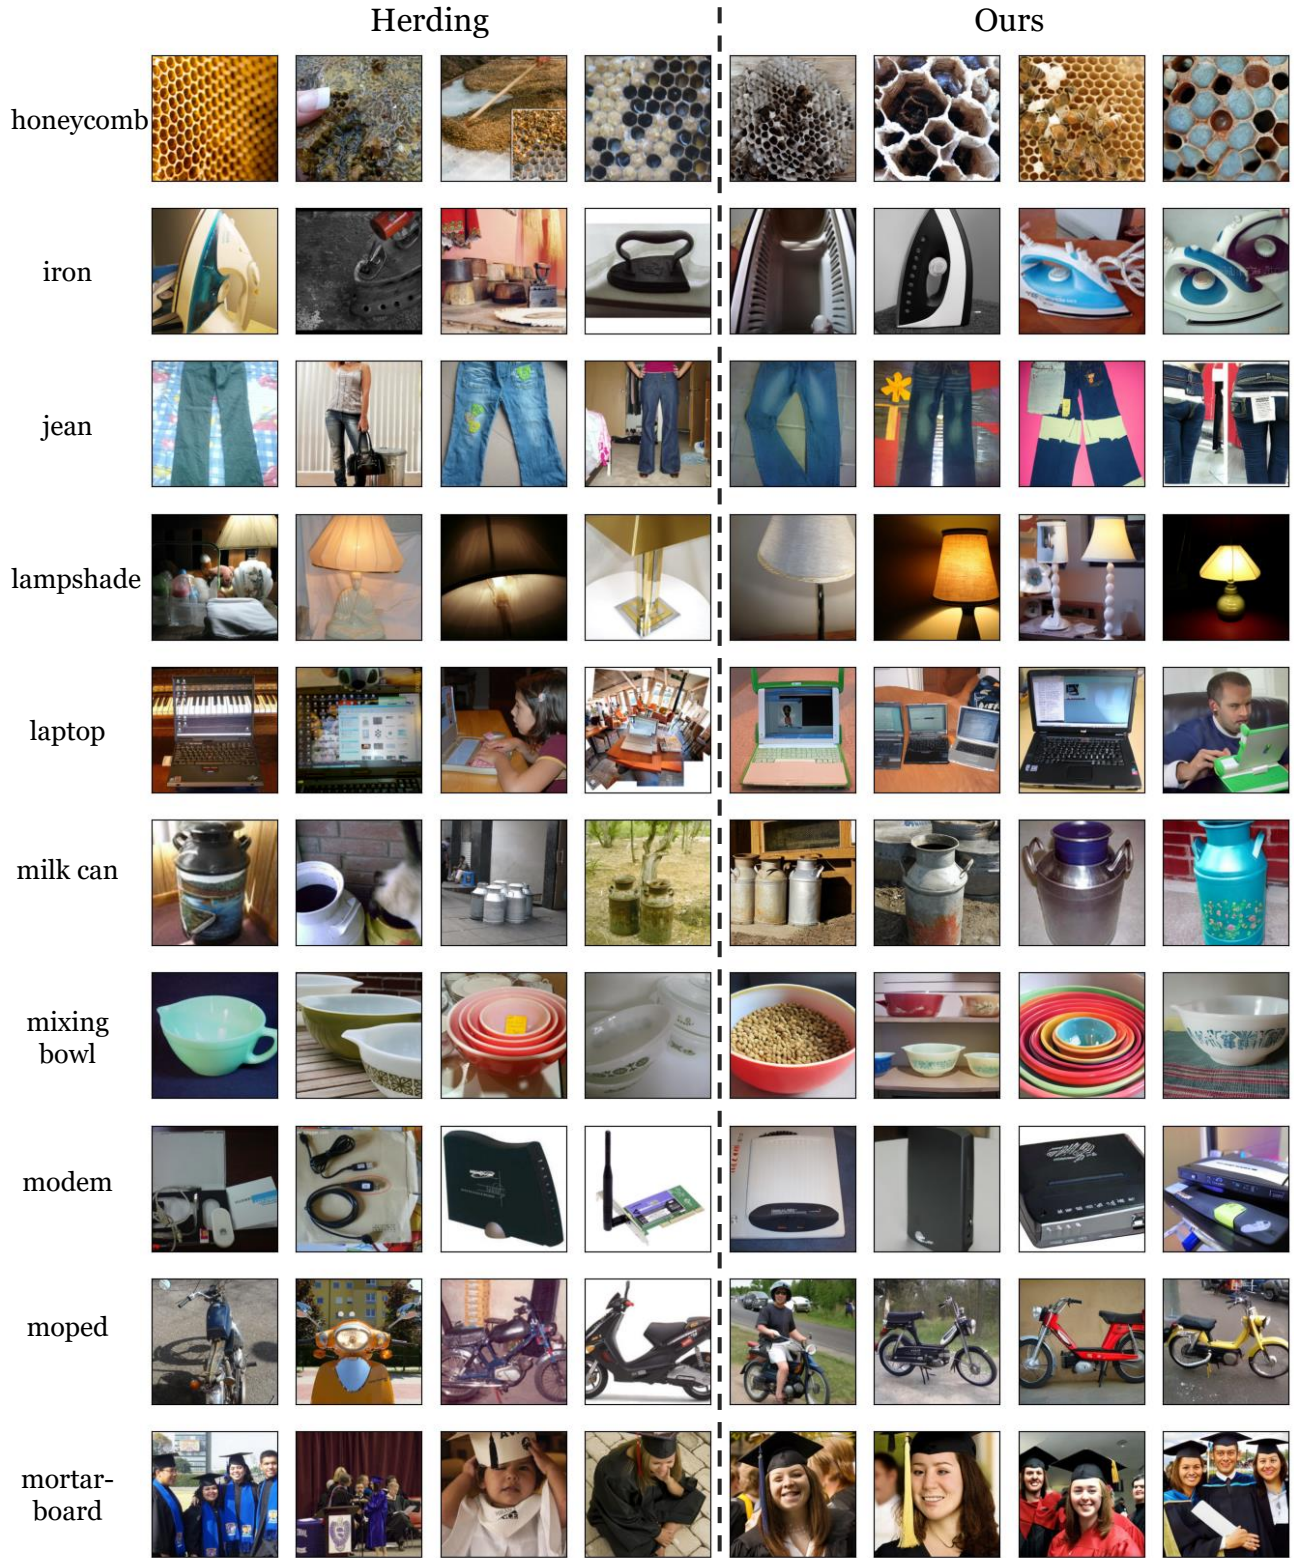 Herding Ours
honeycomb
iron
jean
lampshade
laptop
milk can
mixing
bowl
modem
moped
mortar-
board